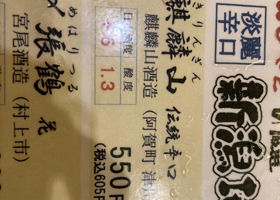 淡麗
辛口
新潟
きりんざん
麒麟山 伝統辛口
麒麟山酒造(阿賀町 津
日本酒度
酸度
1.3
550円
(税込605円
めはりつる
〆張鶴 花
宮尾酒造(村上市)